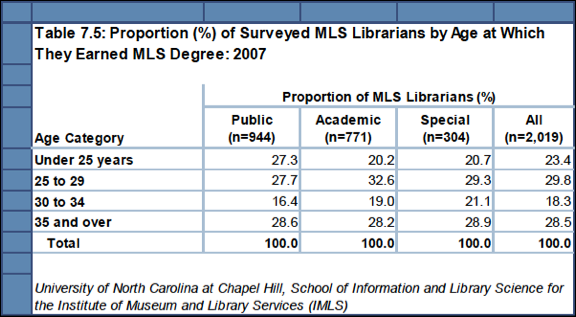 Table 7.5: Proportion (%) of Surveyed MLS Librarians by Age at Which
They Earned MLS Degree: 2007
Proportion of MLS Librarians (%)
Age Category Public (n=944) Academic (n=771) Special (n=304) All (n=2,019)
Under 25 years 27.3 20.2 20.7 23.4
25 to 29 27.7 32.6 29.3 29.8
30 to 34 16.4 19.0 21.1 18.3
35 and over 28.6 28.2 28.9 28.5
Total 100.0 100.0 100.0 100.0
University of North Carolina at Chapel Hill, School of Information and Library Science for
the Institute of Museum and Library Services (IMLS)